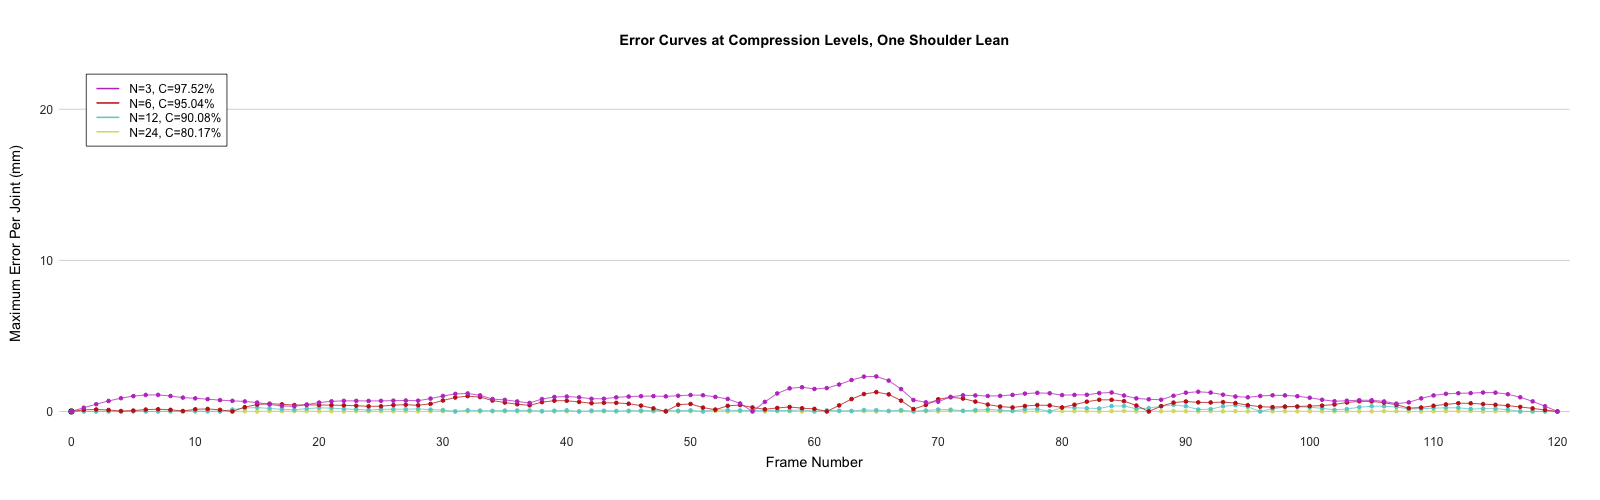 Error Curves at Compression Levels, One Shoulder Lean
N=3, C=97.52%
N=6, C=95.04%
N=12, C=90.08%
N=24, C=80.17%
Maximum Error Per Joint (mm)
20
10
0
0 10 20 30 40 50 60 70 80 90 100 110 120
Frame Number